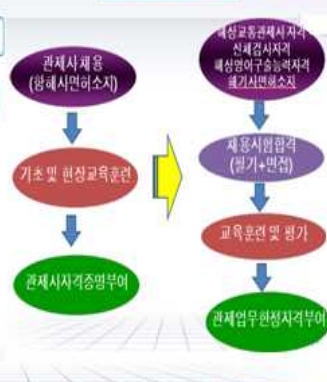 관제사채용
(항해사면허소지)
기초 및 현장교육훈련
관제사자격증명부여
해상교통관제사 자격
신체검사자격
해상영어구술능력자격
해기사면허소지
채용시험합격
(필기+면접)
교육훈련 및 평가
관제업무한정자격부여